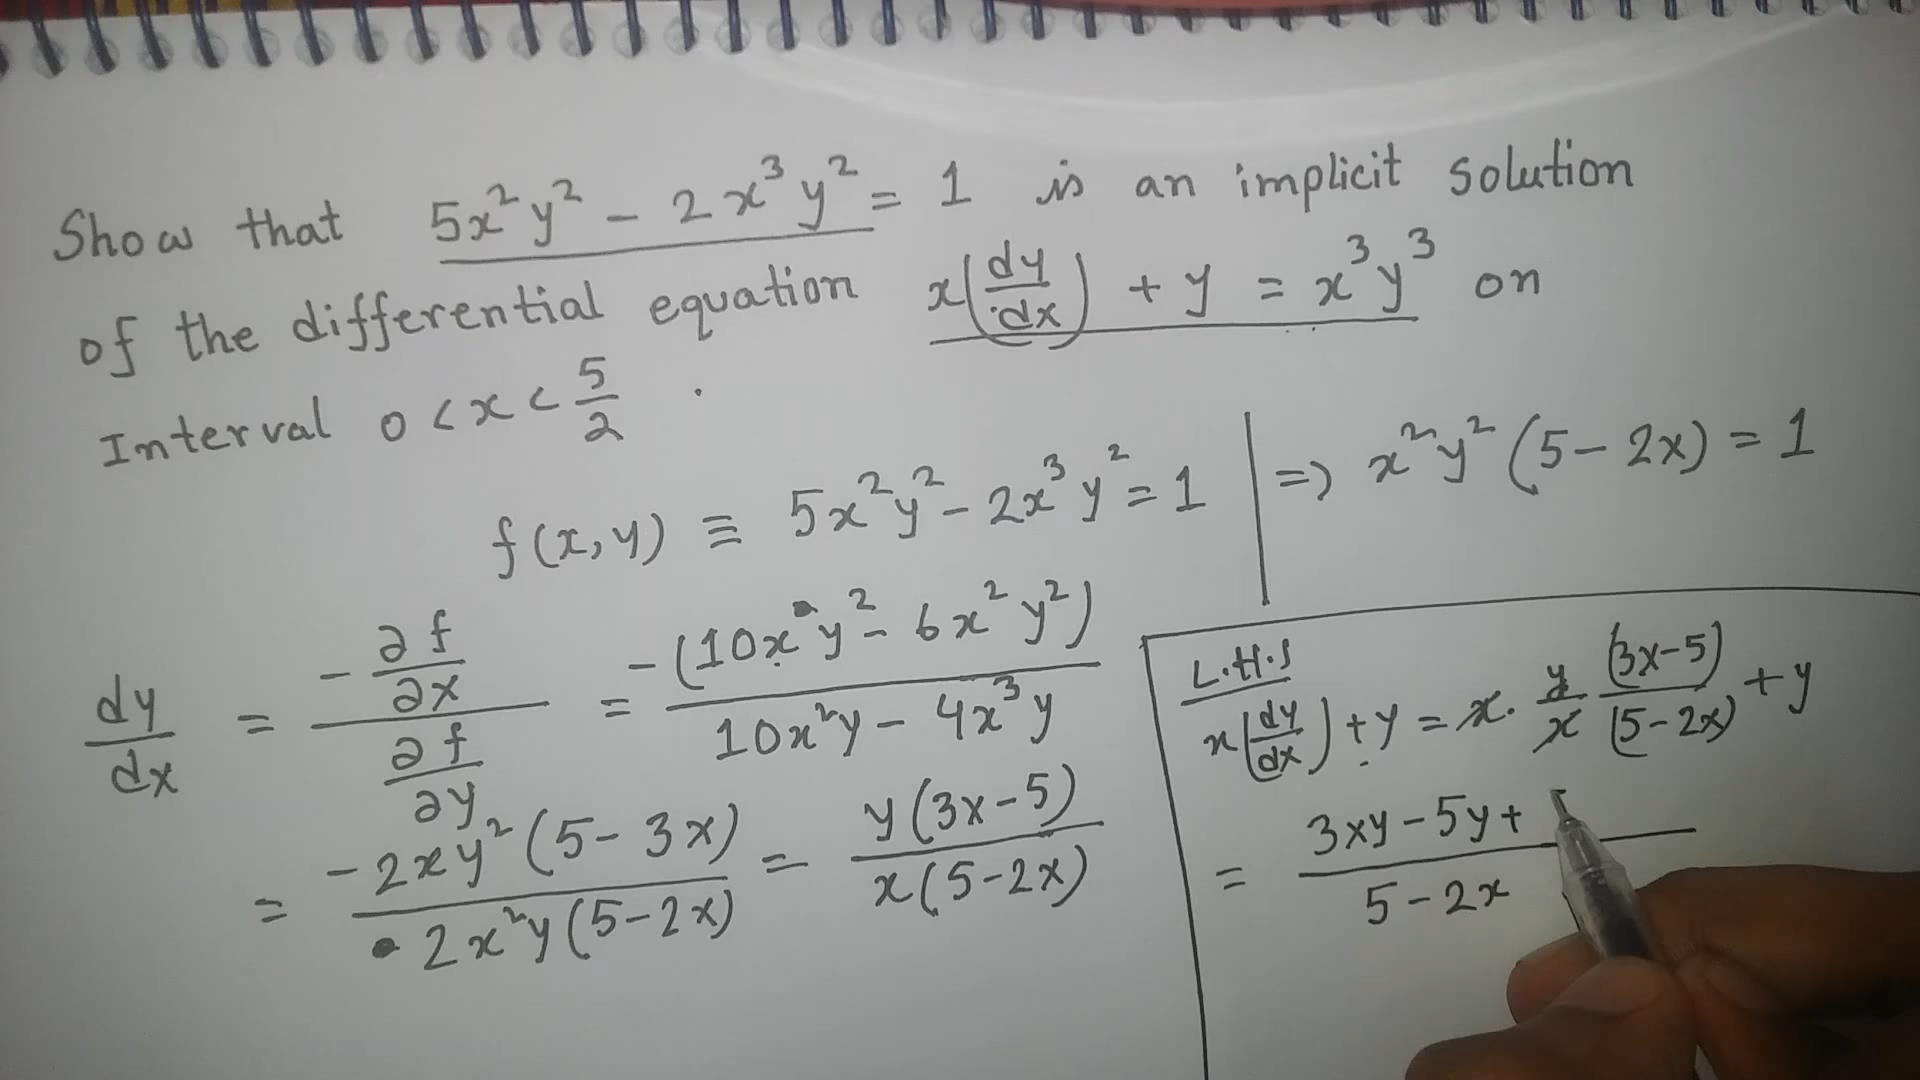 Show that 5x²y² - 2x³y² = 1 is an implicit solution
of the differential equation x(dy/dx) + y = x³y³ on
Interval 0 < x < 5/2 .
f(x,y) ≡ 5x²y² - 2x³y² = 1 | => x²y² (5 - 2x) = 1
dy/dx = (-∂f/∂x)/(∂f/∂y) = -(10xy² - 6x²y²)/(10x²y - 4x³y)
= -2xy²(5 - 3x)/2x²y(5 - 2x) = y(3x - 5)/x(5 - 2x)
L.H.S
x(dy/dx) + y = x. y/x (3x-5)/(5-2x) + y
= (3xy - 5y + 5)/(5 - 2x)